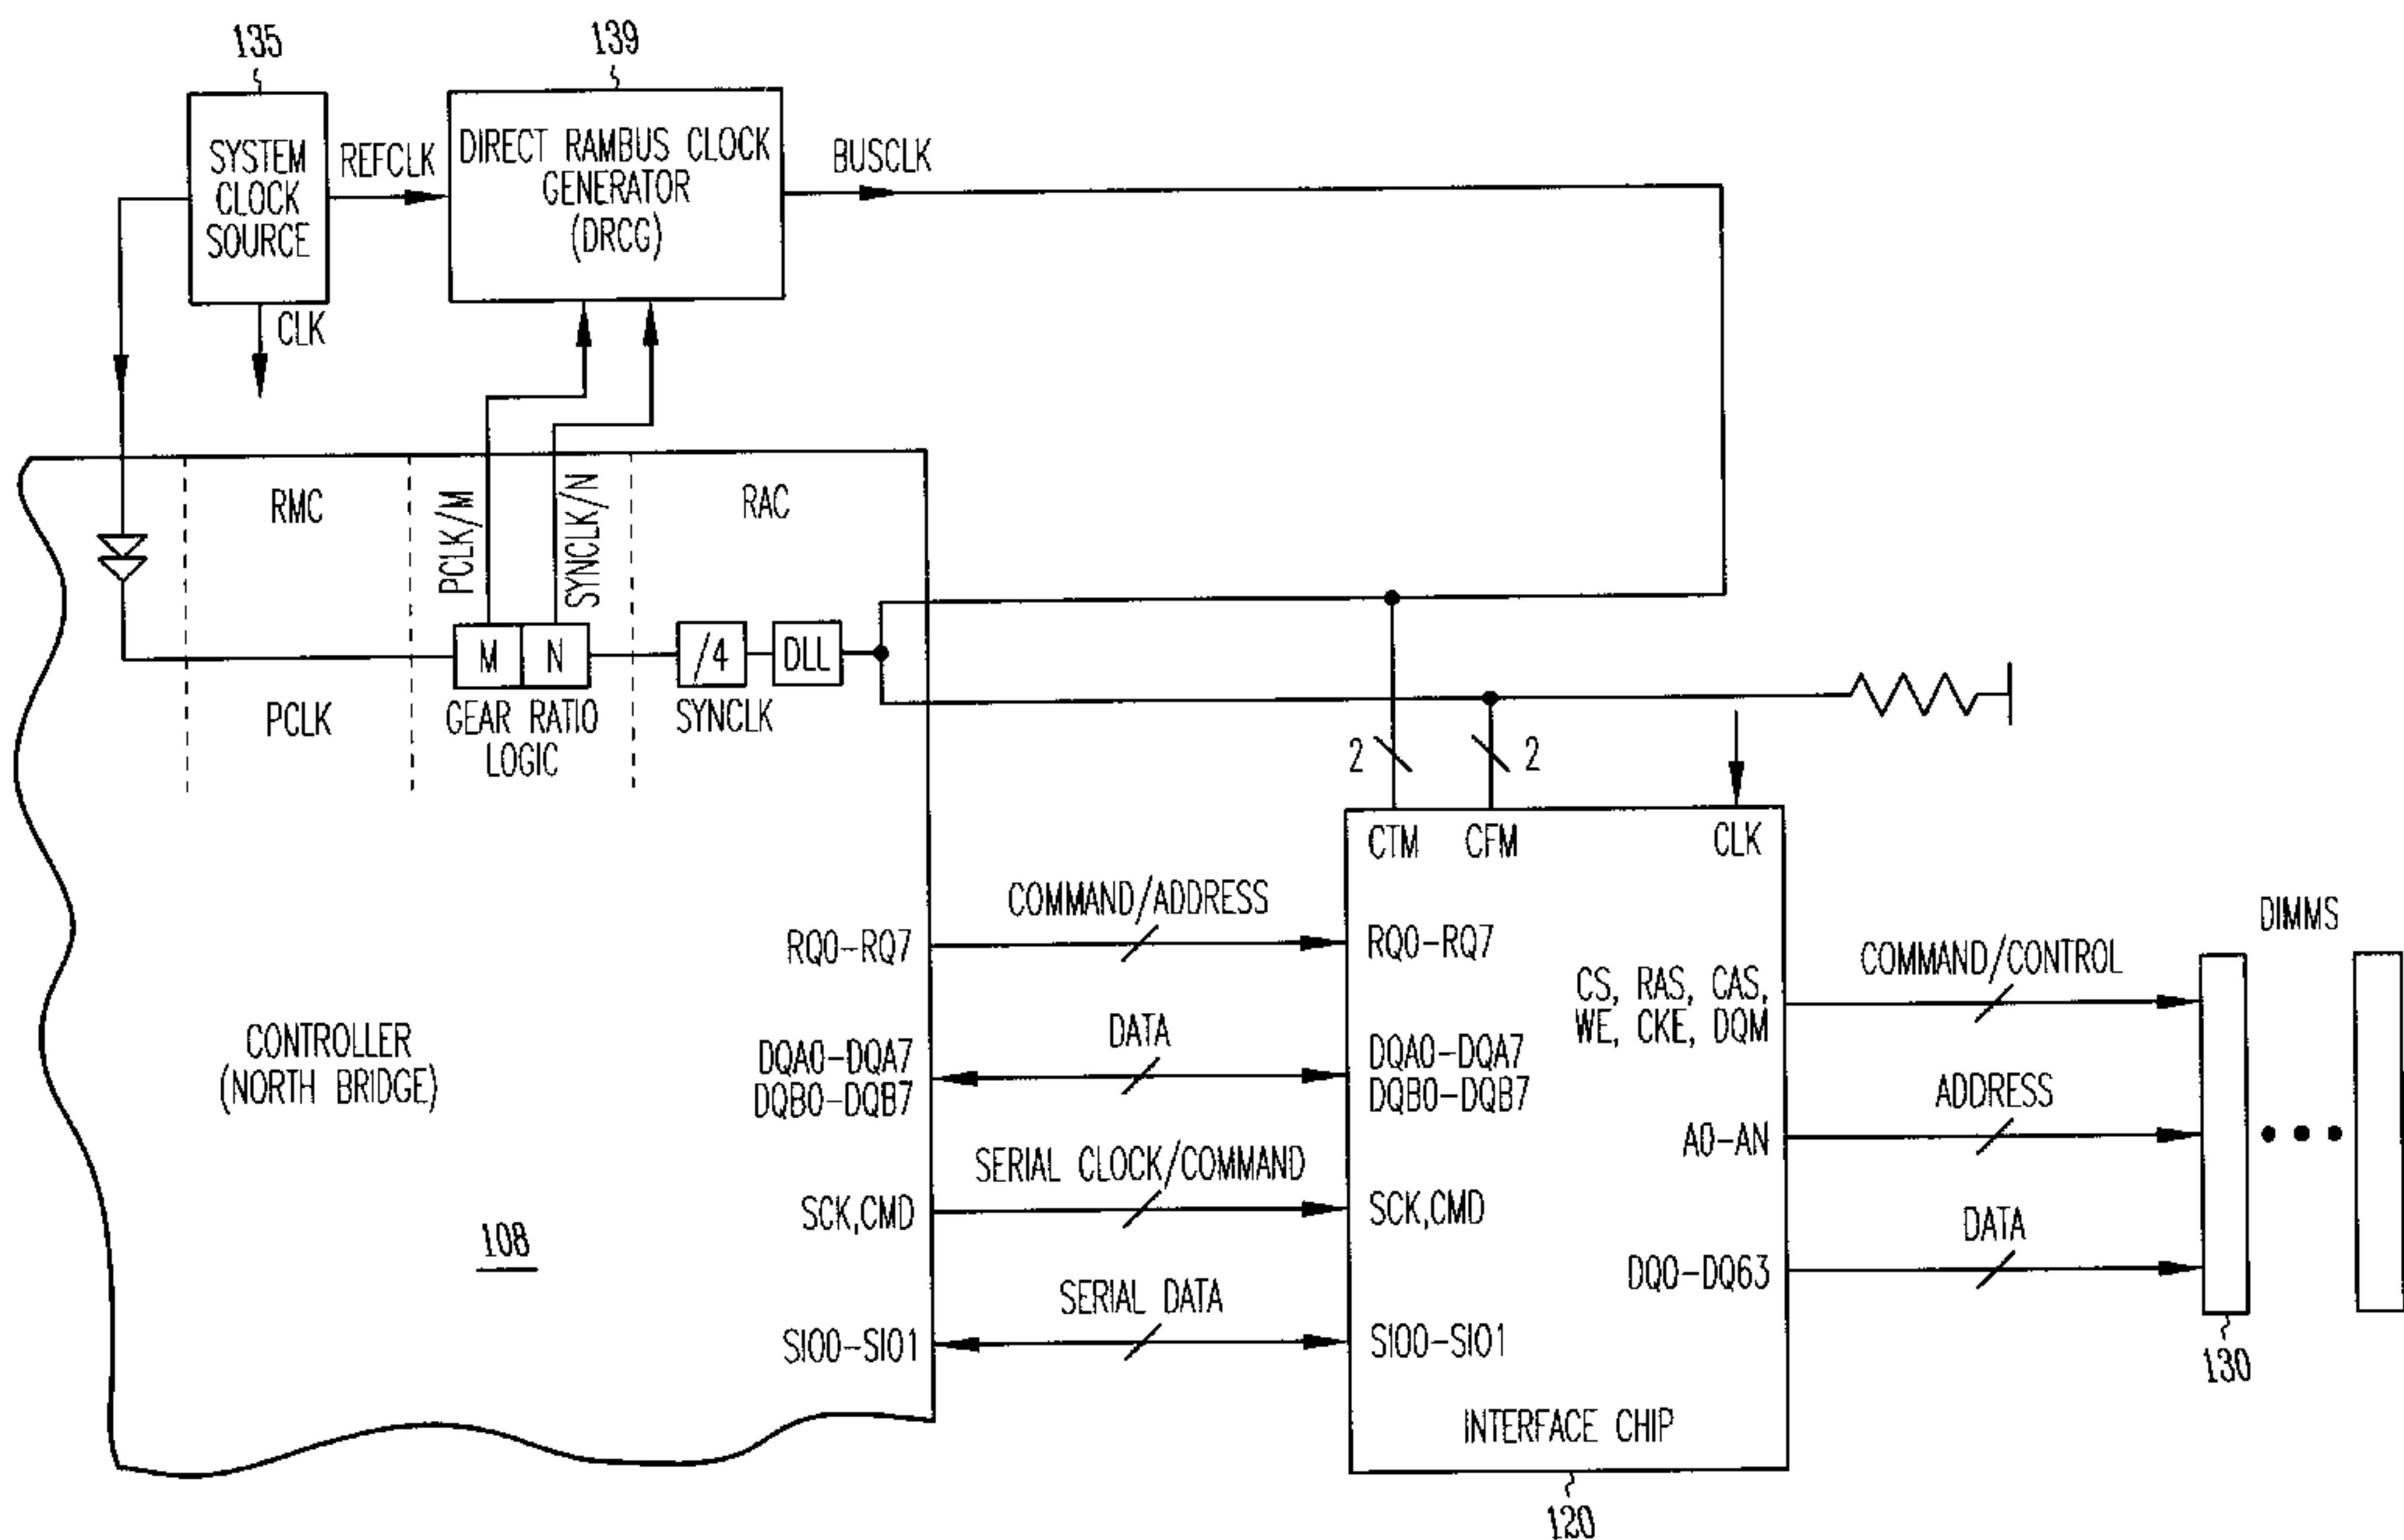 135
139
SYSTEM
CLOCK
SOURCE
REFCLK
DIRECT RAMBUS CLOCK
GENERATOR
(DRCG)
BUSCLK
CLK
RMC
PCLK/M
SYNCLK/N
RAC
M
N
/4
DLL
PCLK
GEAR RATIO
LOGIC
SYNCLK
2
2
CTM
CFM
CLK
COMMAND/ADDRESS
RQ0-RQ7
RQ0-RQ7
DIMMS
COMMAND/CONTROL
CS, RAS, CAS,
WE, CKE, DQM
CONTROLLER
(NORTH BRIDGE)
DATA
DQA0-DQA7
DQB0-DQB7
DQA0-DQA7
DQB0-DQB7
ADDRESS
A0-AN
SERIAL CLOCK/COMMAND
SCK,CMD
SCK,CMD
DATA
DQ0-DQ63
108
SERIAL DATA
SIO0-SIO1
SIO0-SIO1
130
INTERFACE CHIP
120